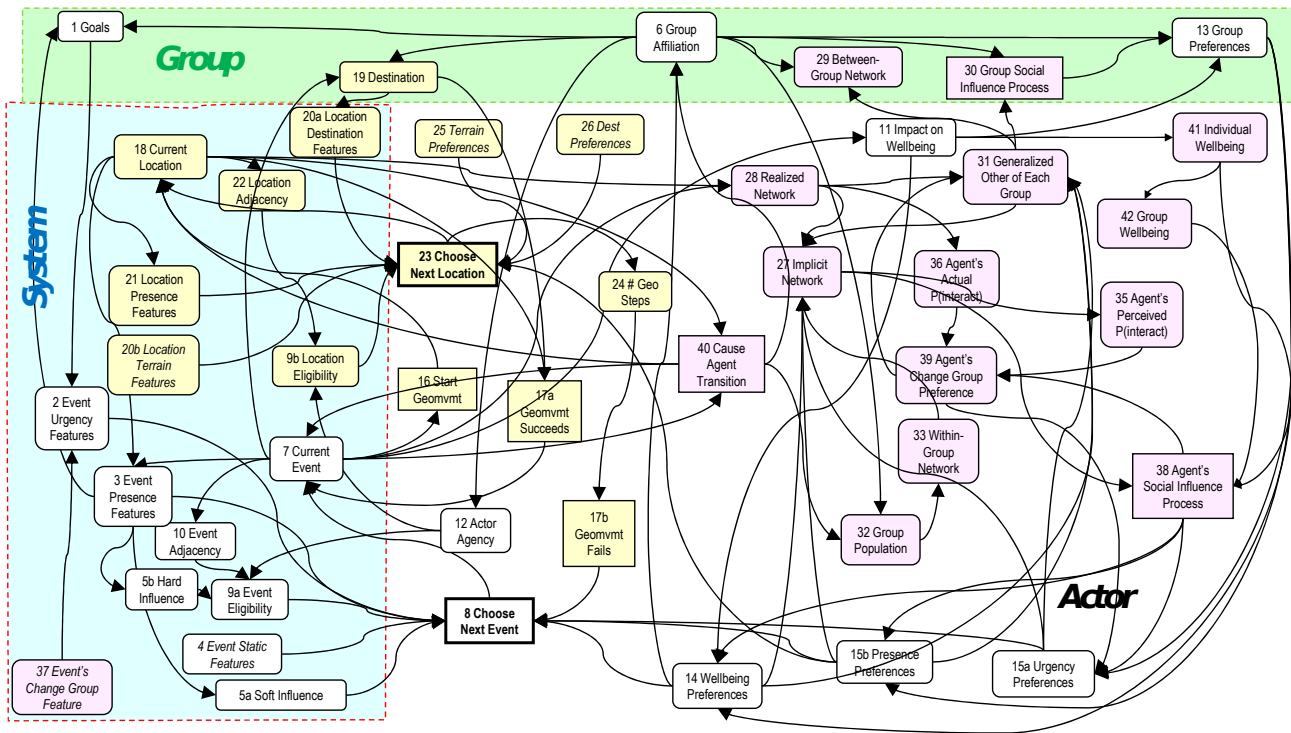 1 Goals
6 Group
Affiliation
13 Group
Preferences
Group
29 Between-
Group Network
30 Group Social
Influence Process
19 Destination
20a Location
Destination
Features
25 Terrain
Preferences
26 Dest Preferences
11 Impact on
Wellbeing
41 Individual
Wellbeing
18 Current
Location
22 Location
Adjacency
28 Realized
Network
31 Generalized
Other of Each
Group
42 Group
Wellbeing
System
23 Choose
Next Location
21 Location
Presence
Features
24 # Geo
Steps
27 Implicit
Network
36 Agent's
Actual
P(interact)
35 Agent's
Perceived
P(interact)
20b Location
Terrain
Features
9b Location
Eligibility
16 Start
Geomvmt
17a
Geomvmt
Succeeds
40 Cause
Agent
Transition
39 Agent's
Change Group
Preference
2 Event
Urgency
Features
7 Current
Event
33 Within-
Group
Network
3 Event
Presence
Features
38 Agent's
Social Influence
Process
10 Event
Adjacency
12 Actor
Agency
17b
Geomvmt
Fails
32 Group
Population
5b Hard
Influence
9a Event
Eligibility
8 Choose
Next Event
Actor
4 Event Static
Features
37 Event's
Change Group
Feature
5a Soft Influence
14 Wellbeing
Preferences
15b Presence
Preferences
15a Urgency
Preferences